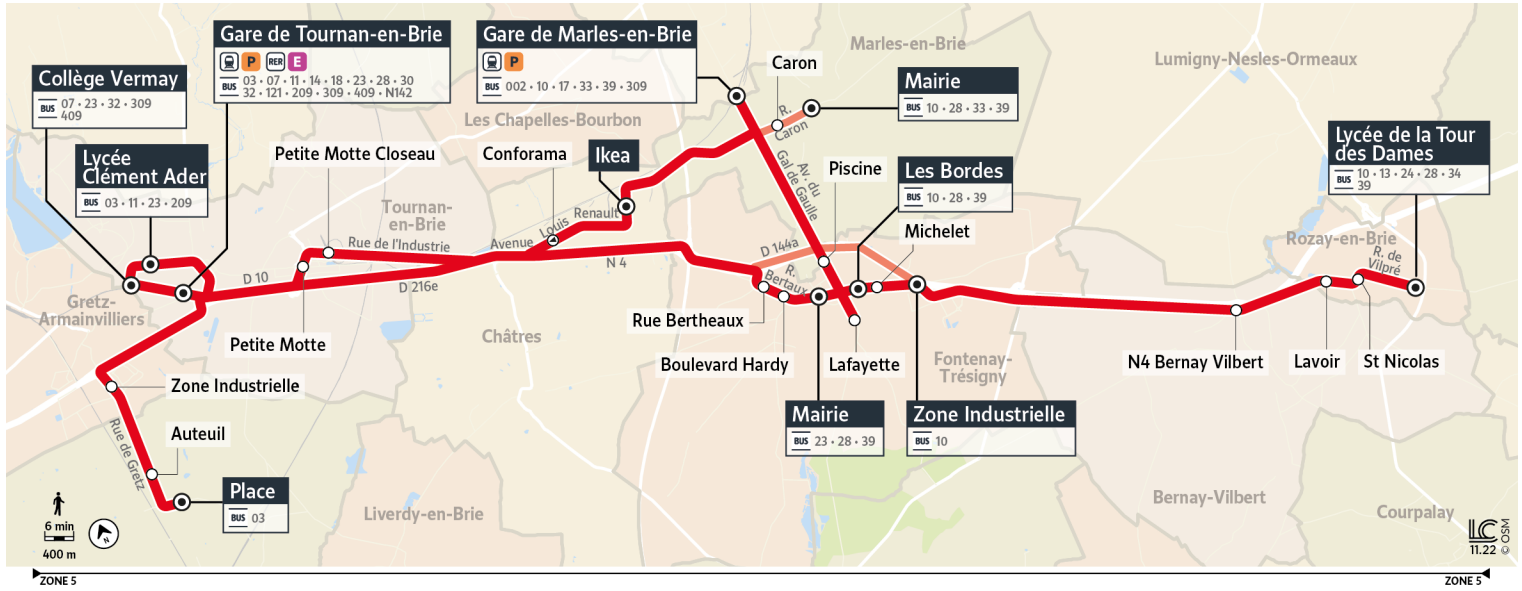 Gare de Tournan-en-Brie
P RER E
BUS 03 • 07 • 11 • 14 • 18 • 23 • 28 • 30
32 • 121 • 209 • 309 • 409 • N142
Gare de Marles-en-Brie
P
BUS 002 • 10 • 17 • 33 • 39 • 309
Marles-en-Brie
Lumigny-Nesles-Ormeaux
Collège Vermay
BUS 07 • 23 • 32 • 309
409
Caron
Mairie
BUS 10 • 28 • 33 • 39
R.
Caron
Les Chapelles-Bourbon
Lycée
Clément Ader
BUS 03 • 11 • 23 • 209
Petite Motte Closeau
Conforama
Ikea
Lycée de la Tour
des Dames
BUS 10 • 13 • 24 • 28 • 34
39
Av. du
Gal de Gaulle
Piscine
Les Bordes
BUS 10 • 28 • 39
Tournan-
en-Brie
Rue de l'Industrie
Avenue Louis Renault
Michelet
Rozay-en-Brie
R. de
Vilpré
D 10
D 216e
N 4
D 144a
R.
Bertaux
Gretz-
Armainvilliers
Petite Motte
Châtres
Rue Bertheaux
Boulevard Hardy
Lafayette
Fontenay-
Trésigny
N4 Bernay Vilbert
Lavoir
St Nicolas
Zone Industrielle
Mairie
BUS 23 • 28 • 39
Zone Industrielle
BUS 10
Rue de Gretz
Auteuil
Place
BUS 03
Liverdy-en-Brie
Bernay-Vilbert
Courpalay
6 min
400 m
N
LC
11.22
© OSM
ZONE 5
ZONE 5